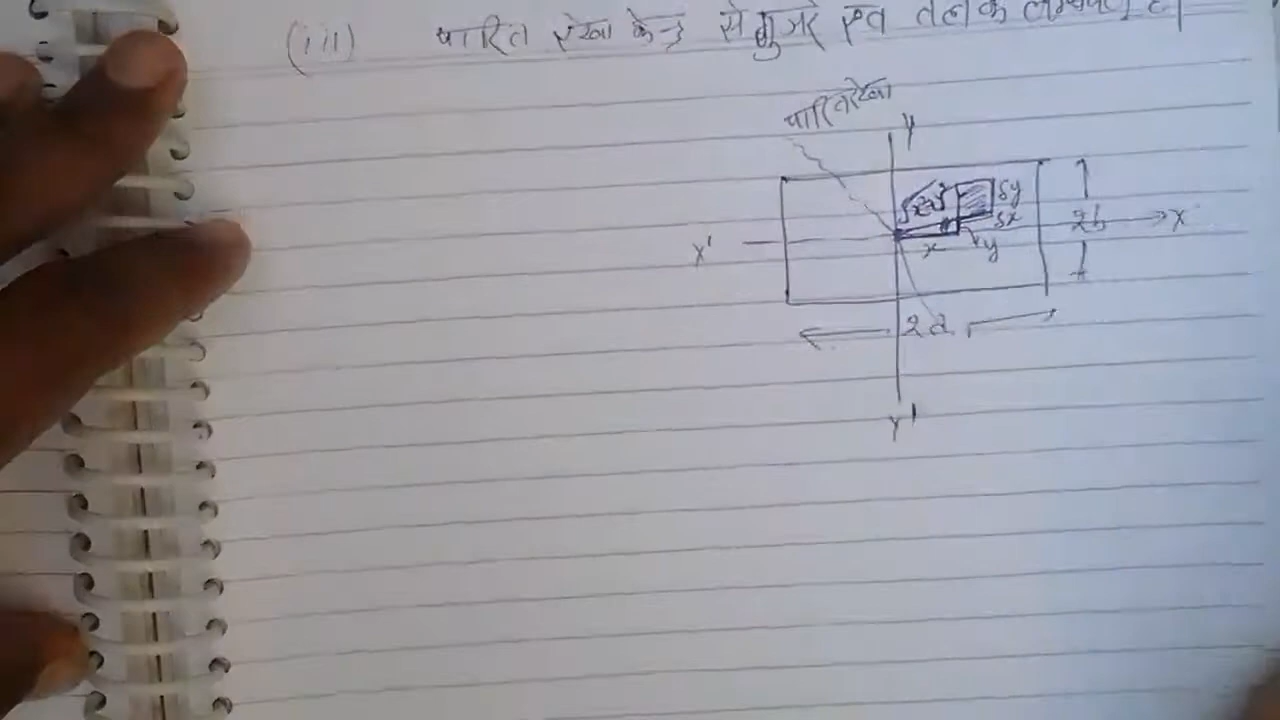 (iii) पारित रेखा केन्द्र से गुजरे एवं तल के लम्बवत् है।
पारितरेखा
Y
δy
δx
X'
x
y
2b
X
2a
Y'